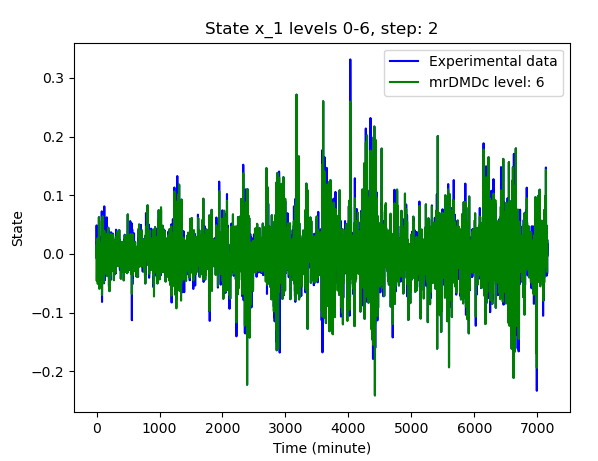 State x_1 levels 0-6, step: 2
Experimental data
mrDMDc level: 6
0.3
0.2
0.1
0.0
−0.1
−0.2
State
0 1000 2000 3000 4000 5000 6000 7000
Time (minute)